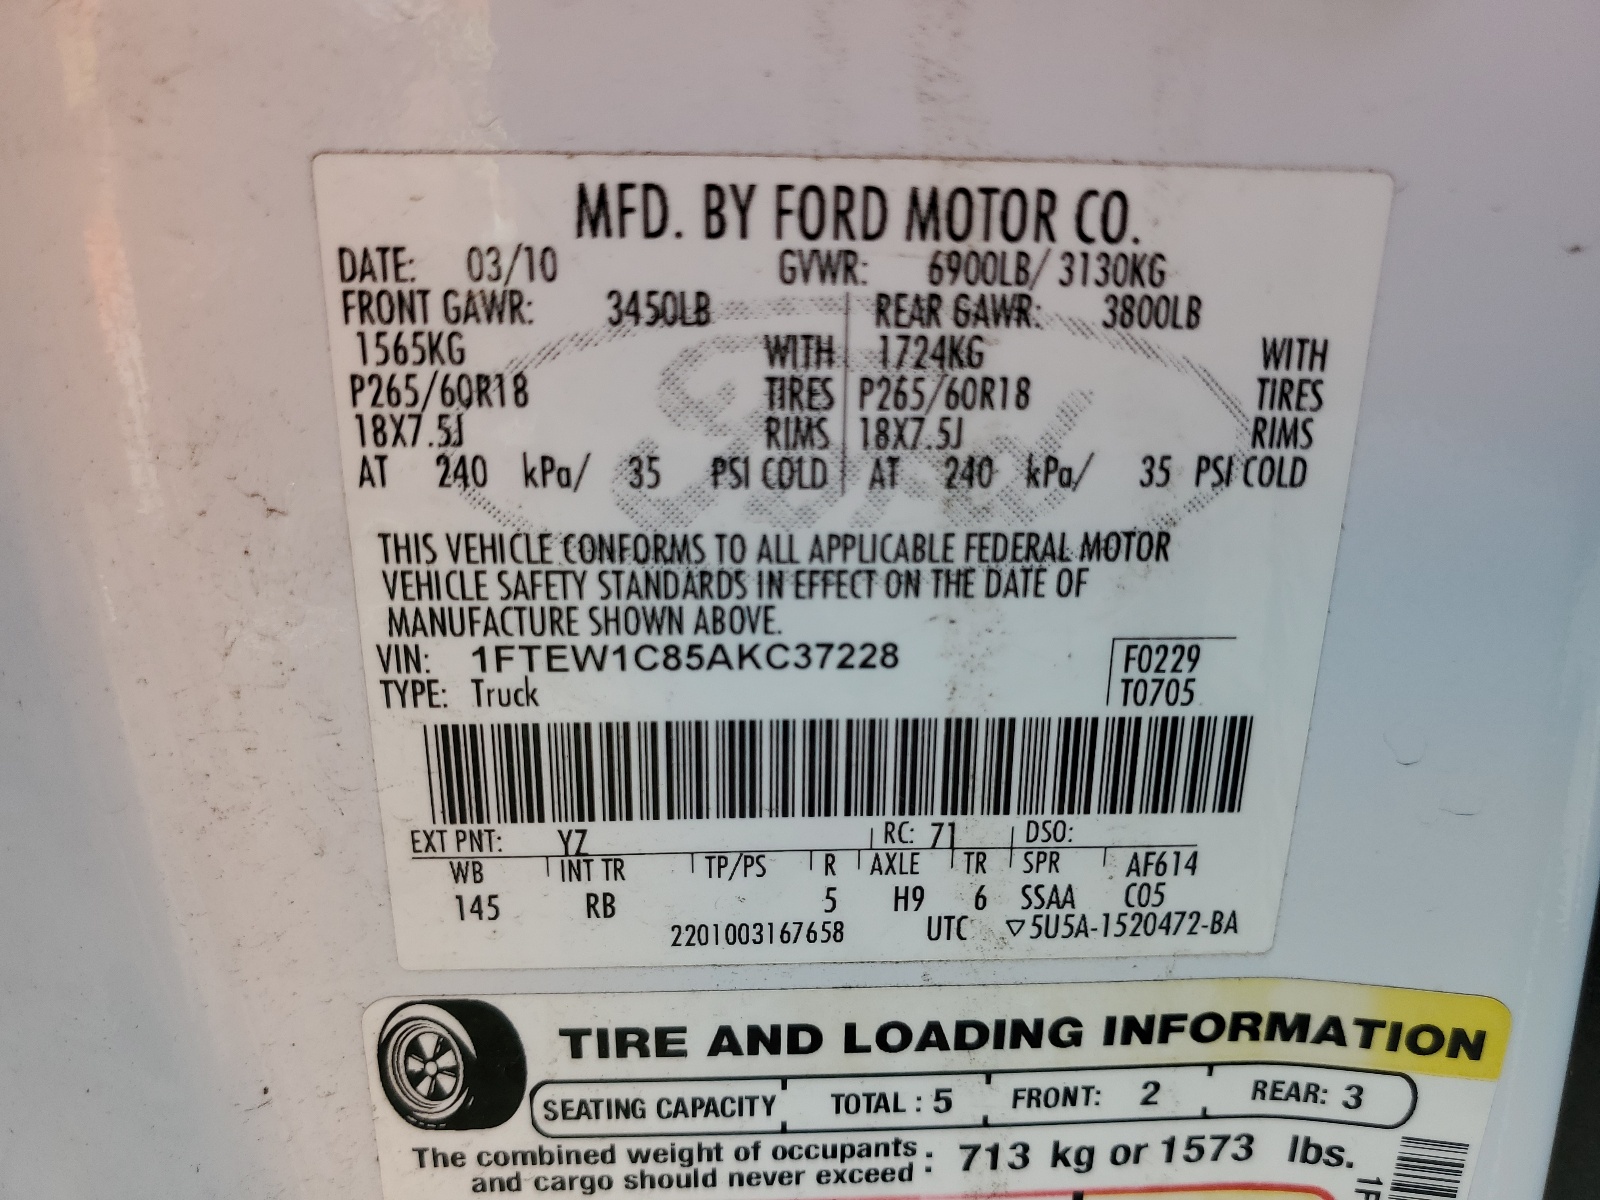 MFD. BY FORD MOTOR CO.
DATE: 03/10 GVWR: 6900LB/ 3130KG
FRONT GAWR: 3450LB REAR GAWR: 3800LB
1565KG WITH 1724KG WITH
P265/60R18 TIRES P265/60R18 TIRES
18X7.5J RIMS 18X7.5J RIMS
AT 240 kPa/ 35 PSI COLD AT 240 kPa/ 35 PSI COLD
Ford
THIS VEHICLE CONFORMS TO ALL APPLICABLE FEDERAL MOTOR
VEHICLE SAFETY STANDARDS IN EFFECT ON THE DATE OF
MANUFACTURE SHOWN ABOVE.
VIN: 1FTEW1C85AKC37228 F0229
TYPE: Truck T0705
EXT PNT: YZ RC: 71 DSO:
WB INT TR TP/PS R AXLE TR SPR AF614
145 RB 5 H9 6 SSAA C05
2201003167658 UTC ▽5U5A-1520472-BA
TIRE AND LOADING INFORMATION
SEATING CAPACITY TOTAL : 5 FRONT: 2 REAR: 3
The combined weight of occupants
and cargo should never exceed : 713 kg or 1573 lbs.
1F